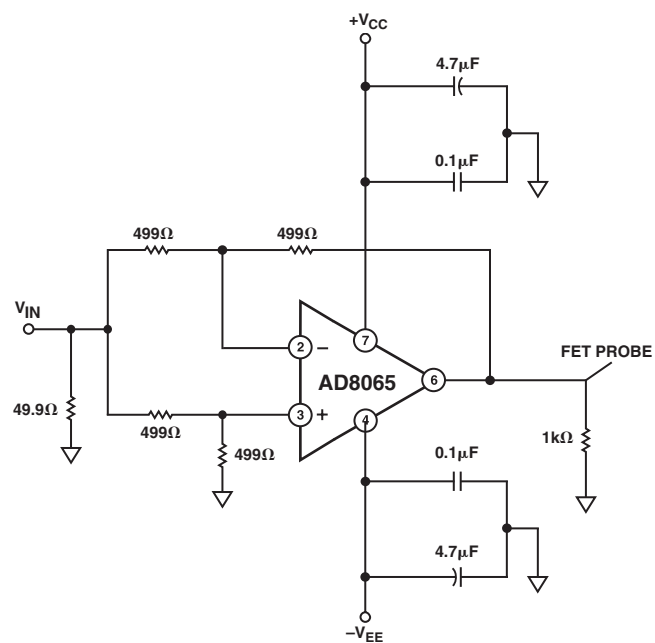 +VCC
4.7μF
0.1μF
499Ω
499Ω
VIN
2
–
7
FET PROBE
AD8065
6
49.9Ω
3
+
4
499Ω
499Ω
1kΩ
0.1μF
4.7μF
–VEE